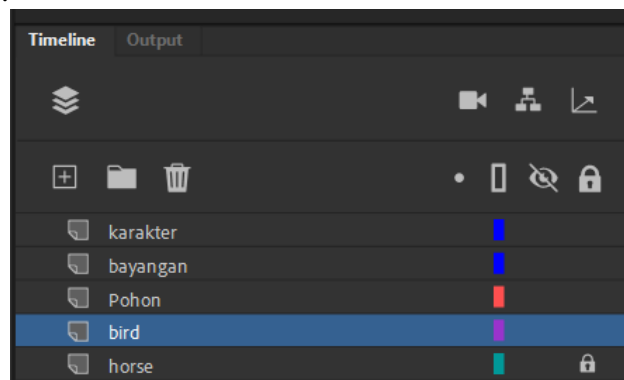 Timeline Output
karakter
bayangan
Pohon
bird
horse